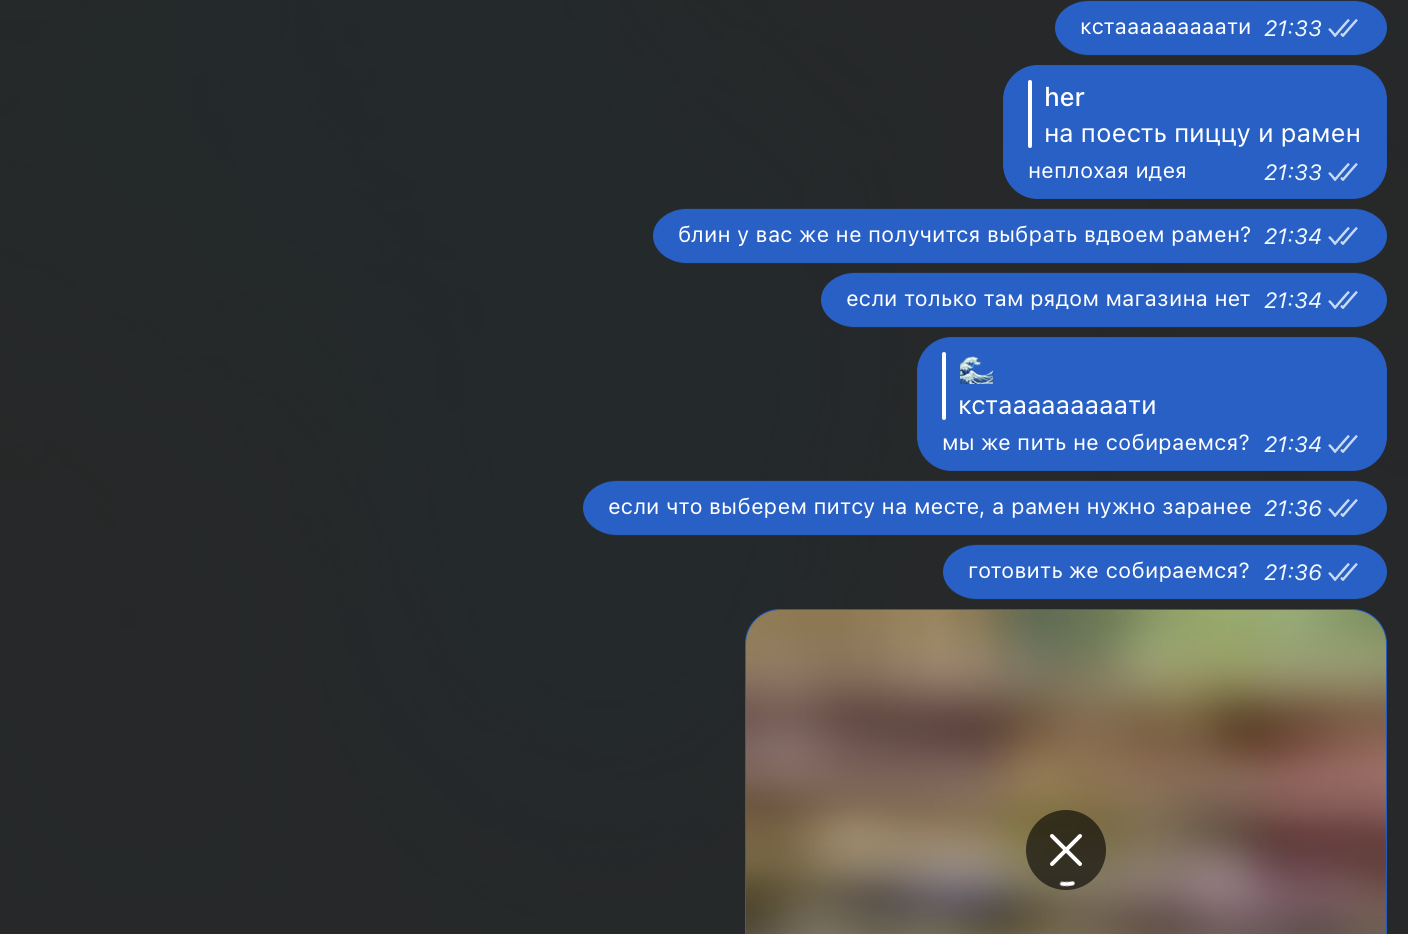 кстаааааааааати 21:33
her
на поесть пиццу и рамен
неплохая идея 21:33
блин у вас же не получится выбрать вдвоем рамен? 21:34
если только там рядом магазина нет 21:34
🌊
кстаааааааааати
мы же пить не собираемся? 21:34
если что выберем питсу на месте, а рамен нужно заранее 21:36
готовить же собираемся? 21:36